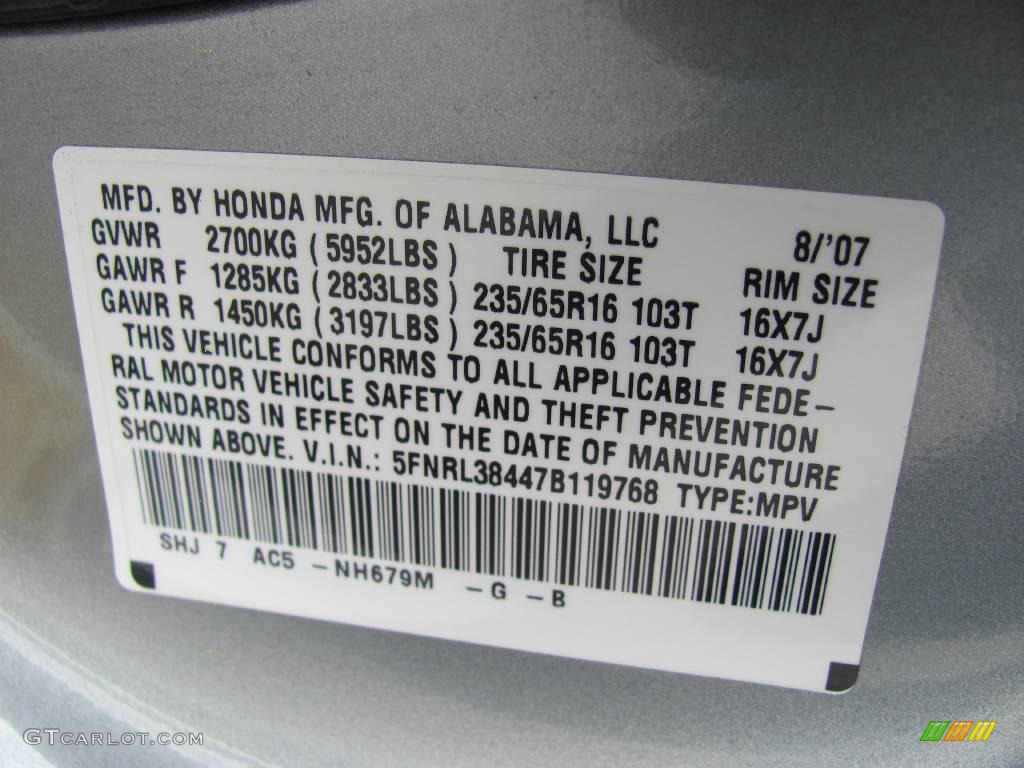 MFD. BY HONDA MFG. OF ALABAMA, LLC 8/'07
GVWR 2700KG (5952LBS) TIRE SIZE RIM SIZE
GAWR F 1285KG (2833LBS) 235/65R16 103T 16X7J
GAWR R 1450KG (3197LBS) 235/65R16 103T 16X7J
THIS VEHICLE CONFORMS TO ALL APPLICABLE FEDE-
RAL MOTOR VEHICLE SAFETY AND THEFT PREVENTION
STANDARDS IN EFFECT ON THE DATE OF MANUFACTURE
SHOWN ABOVE. V.I.N.: 5FNRL38447B119768 TYPE:MPV
SHJ 7 AC5 -NH679M -G -B
GTCARLOT.COM